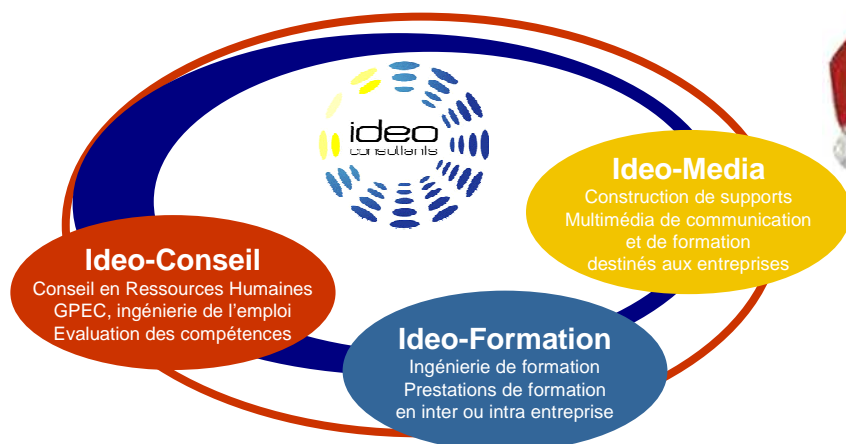 ideo
consultants
Ideo-Media
Construction de supports
Multimédia de communication
et de formation
destinés aux entreprises
Ideo-Conseil
Conseil en Ressources Humaines
GPEC, ingénierie de l'emploi
Evaluation des compétences
Ideo-Formation
Ingénierie de formation
Prestations de formation
en inter ou intra entreprise